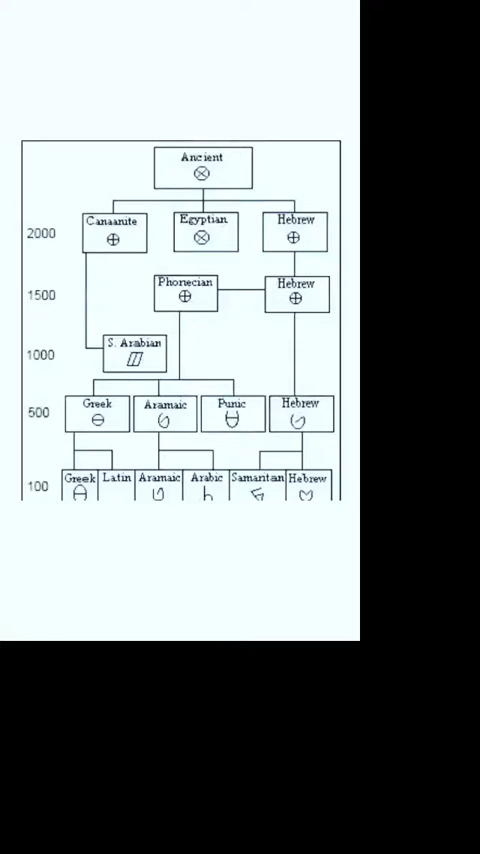 Ancient
⊗
2000 Canaanite Egyptian Hebrew
⊕ ⊗ ⊕
1500 Phonecian Hebrew
⊕ ⊕
1000 S. Arabian
500 Greek Aramaic Punic Hebrew
⊖
100 Greek Latin Aramaic Arabic Samaritan Hebrew